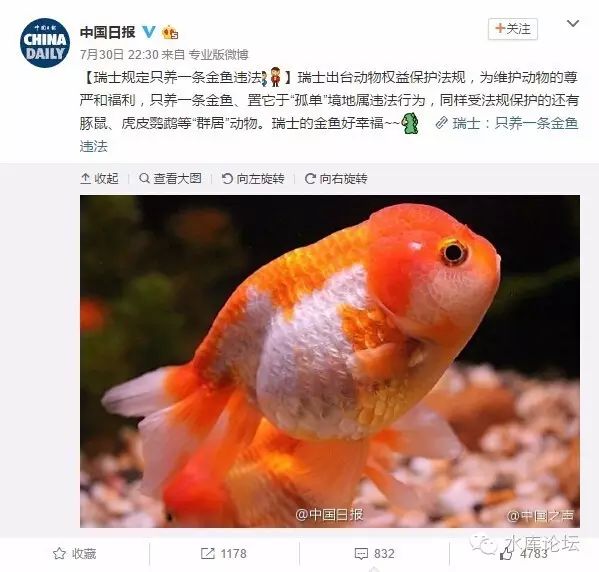 中国日报
CHINA
DAILY
中国日报
+关注
7月30日 22:30 来自 专业版微博
【瑞士规定只养一条金鱼违法】瑞士出台动物权益保护法规，为维护动物的尊
严和福利，只养一条金鱼、置它于“孤单”境地属违法行为，同样受法规保护的还有
豚鼠、虎皮鹦鹉等“群居”动物。瑞士的金鱼好幸福~~ 瑞士：只养一条金鱼
违法
收起 查看大图 向左旋转 向右旋转
@中国日报
@中国之声
水库论坛
收藏 1178 832 4783